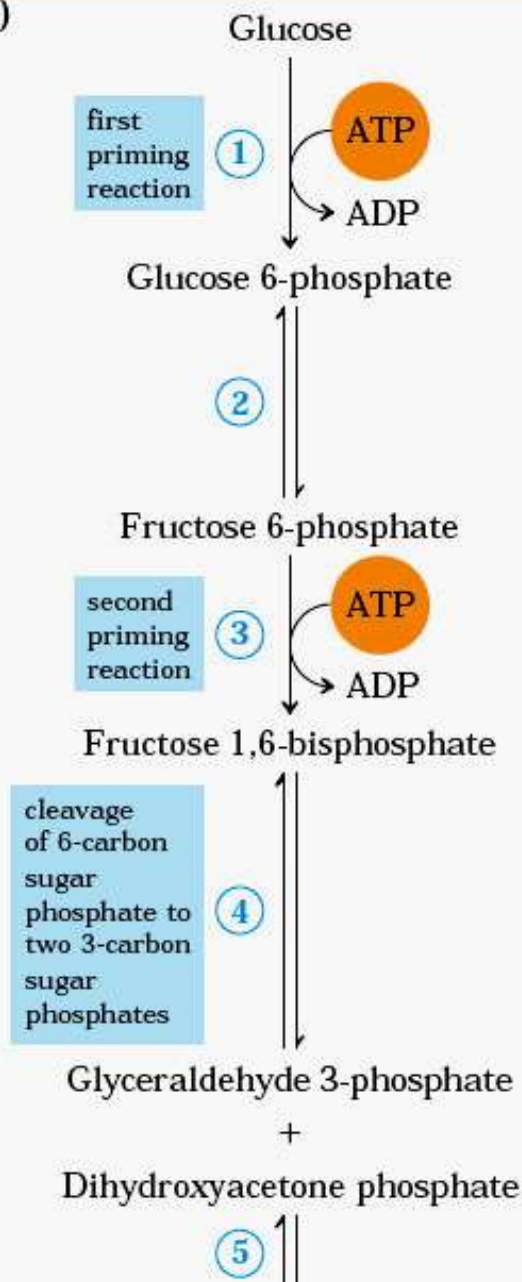 )
Glucose
first
priming
reaction
1
ATP
ADP
Glucose 6-phosphate
2
Fructose 6-phosphate
second
priming
reaction
3
ATP
ADP
Fructose 1,6-bisphosphate
cleavage
of 6-carbon
sugar
phosphate to
two 3-carbon
sugar
phosphates
4
Glyceraldehyde 3-phosphate
+
Dihydroxyacetone phosphate
5